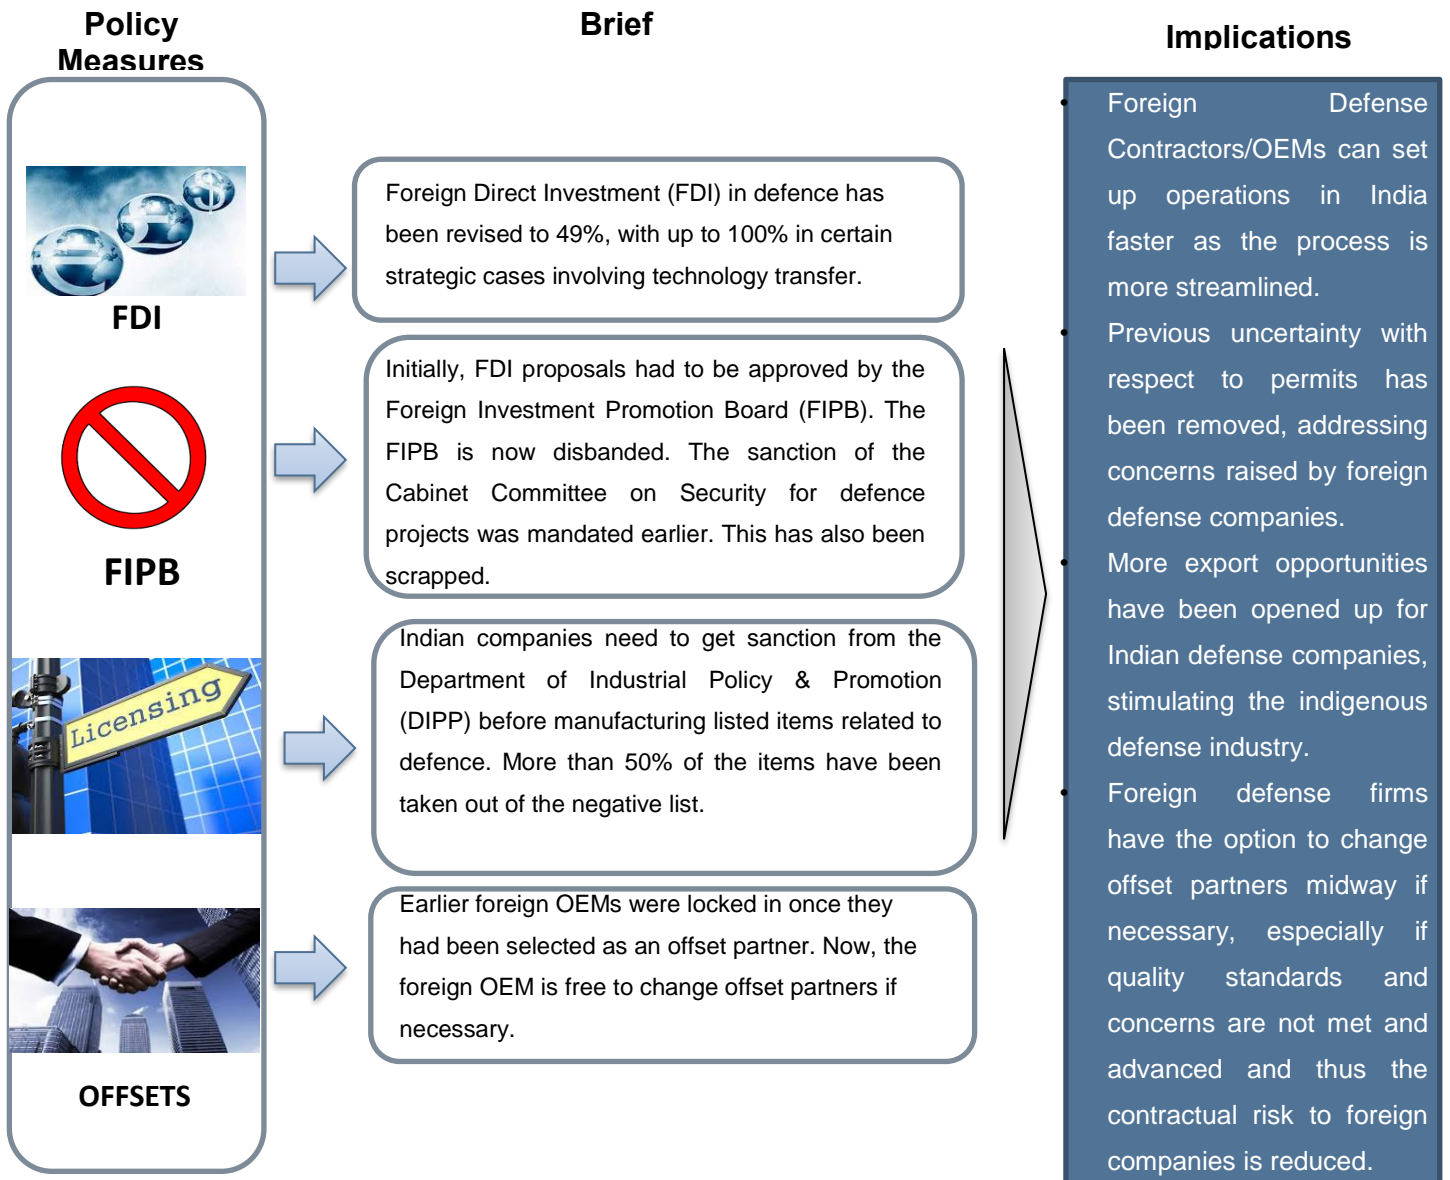 Policy
Measures
Brief
Implications
FDI
Foreign Direct Investment (FDI) in defence has
been revised to 49%, with up to 100% in certain
strategic cases involving technology transfer.
FIPB
Initially, FDI proposals had to be approved by the
Foreign Investment Promotion Board (FIPB). The
FIPB is now disbanded. The sanction of the
Cabinet Committee on Security for defence
projects was mandated earlier. This has also been
scrapped.
Licensing
Indian companies need to get sanction from the
Department of Industrial Policy & Promotion
(DIPP) before manufacturing listed items related to
defence. More than 50% of the items have been
taken out of the negative list.
OFFSETS
Earlier foreign OEMs were locked in once they
had been selected as an offset partner. Now, the
foreign OEM is free to change offset partners if
necessary.
• Foreign Defense
Contractors/OEMs can set
up operations in India
faster as the process is
more streamlined.
• Previous uncertainty with
respect to permits has
been removed, addressing
concerns raised by foreign
defense companies.
• More export opportunities
have been opened up for
Indian defense companies,
stimulating the indigenous
defense industry.
• Foreign defense firms
have the option to change
offset partners midway if
necessary, especially if
quality standards and
concerns are not met and
advanced and thus the
contractual risk to foreign
companies is reduced.